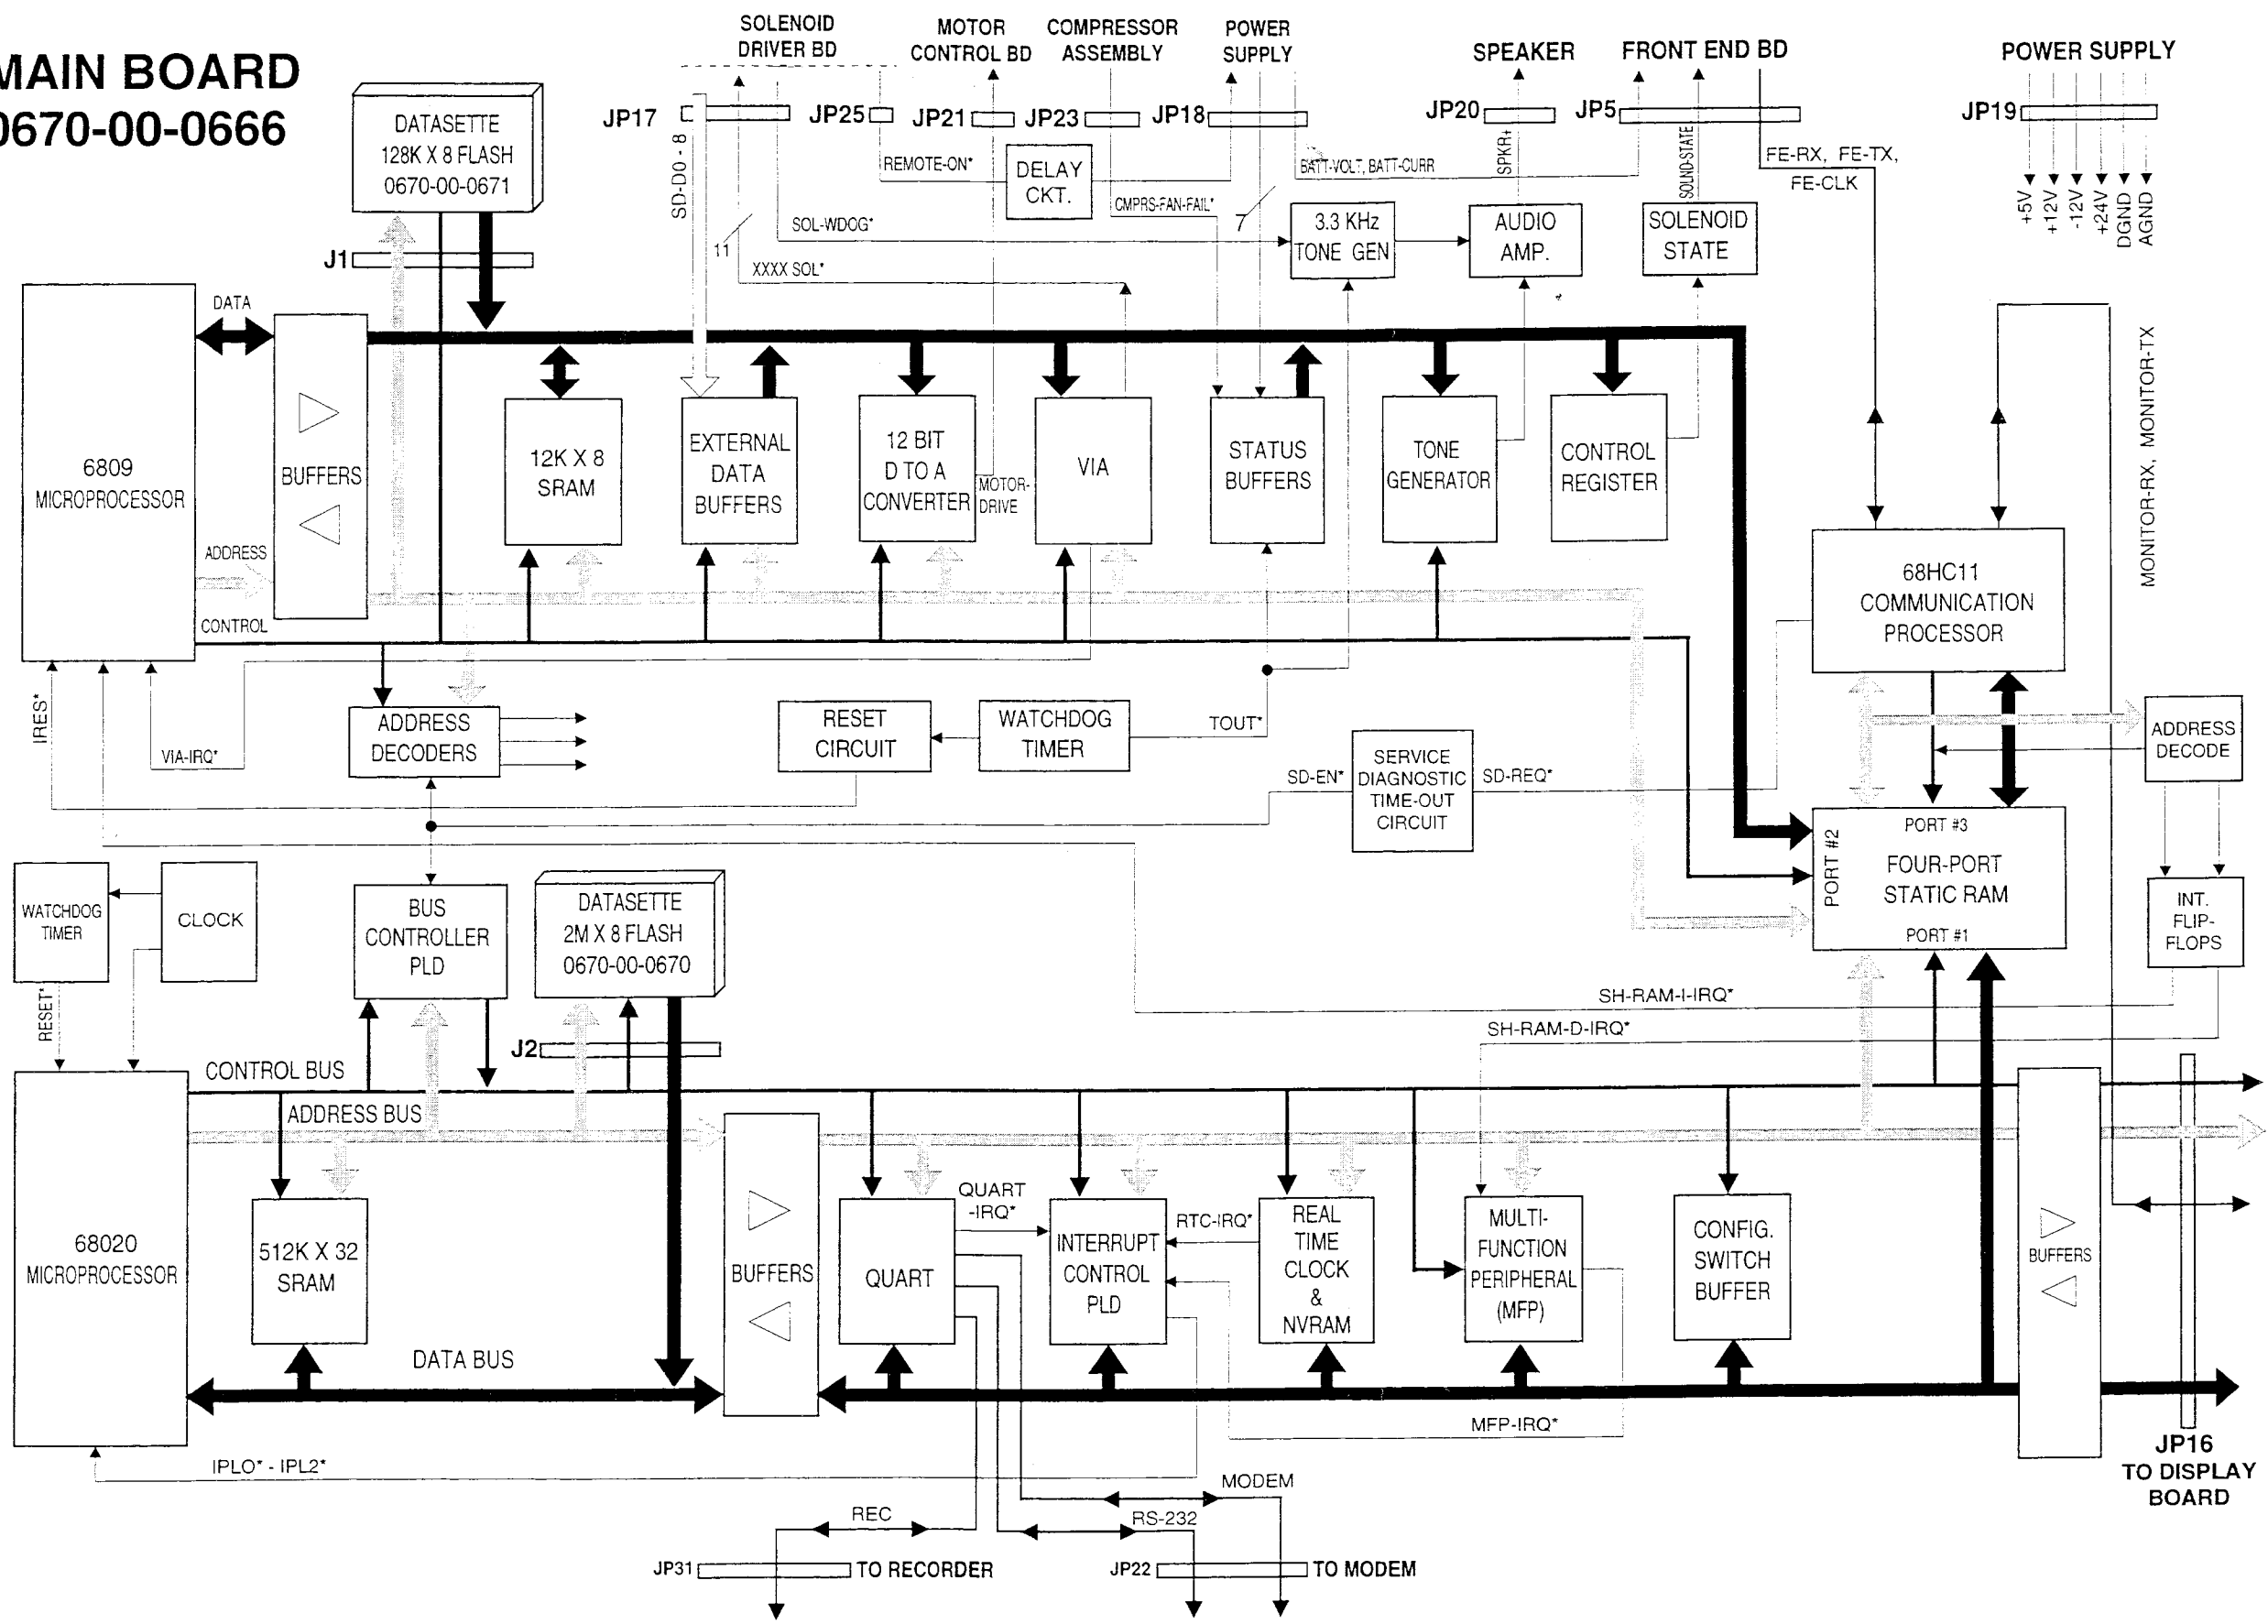 MAIN BOARD
0670-00-0666
SOLENOID
DRIVER BD
MOTOR
CONTROL BD
COMPRESSOR
ASSEMBLY
POWER
SUPPLY
SPEAKER
FRONT END BD
POWER SUPPLY
JP17
JP25
JP21
JP23
JP18
JP20
JP5
JP19
DATASETTE
128K X 8 FLASH
0670-00-0671
J1
SD-D0 - 8
REMOTE-ON*
DELAY
CKT.
CMPRS-FAN-FAIL*
BATT-VOLT, BATT-CURR
7
11
SOL-WDOG*
XXXX SOL*
3.3 KHz
TONE GEN
SPKR+
AUDIO
AMP.
SOLND-STATE
SOLENOID
STATE
FE-RX, FE-TX,
FE-CLK
+5V
+12V
-12V
+24V
DGND
AGND
MONITOR-RX, MONITOR-TX
6809
MICROPROCESSOR
DATA
ADDRESS
CONTROL
BUFFERS
12K X 8
SRAM
EXTERNAL
DATA
BUFFERS
12 BIT
D TO A
CONVERTER
MOTOR-
DRIVE
VIA
STATUS
BUFFERS
TONE
GENERATOR
CONTROL
REGISTER
68HC11
COMMUNICATION
PROCESSOR
IRES*
VIA-IRQ*
ADDRESS
DECODERS
RESET
CIRCUIT
WATCHDOG
TIMER
TOUT*
SD-EN*
SERVICE
DIAGNOSTIC
TIME-OUT
CIRCUIT
SD-REQ*
ADDRESS
DECODE
PORT #3
PORT #2
FOUR-PORT
STATIC RAM
PORT #1
INT.
FLIP-
FLOPS
WATCHDOG
TIMER
CLOCK
RESET*
BUS
CONTROLLER
PLD
DATASETTE
2M X 8 FLASH
0670-00-0670
J2
SH-RAM-I-IRQ*
SH-RAM-D-IRQ*
CONTROL BUS
ADDRESS BUS
68020
MICROPROCESSOR
512K X 32
SRAM
DATA BUS
BUFFERS
QUART
QUART
-IRQ*
INTERRUPT
CONTROL
PLD
RTC-IRQ*
REAL
TIME
CLOCK
&
NVRAM
MULTI-
FUNCTION
PERIPHERAL
(MFP)
CONFIG.
SWITCH
BUFFER
BUFFERS
MFP-IRQ*
IPLO* - IPL2*
JP16
TO DISPLAY
BOARD
MODEM
REC
RS-232
JP31
TO RECORDER
JP22
TO MODEM